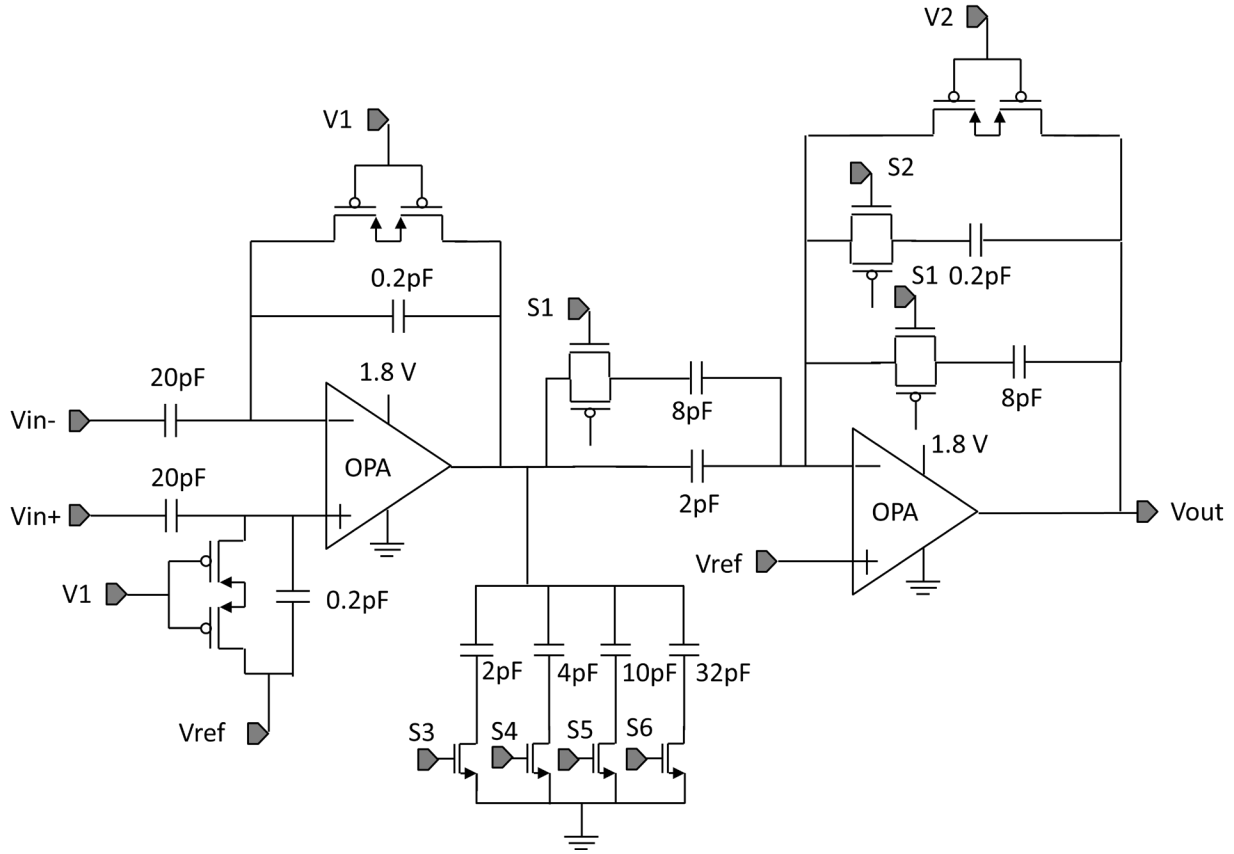 V2
V1
S2
0.2pF
S1
S1 0.2pF
20pF
1.8 V
Vin-
8pF
8pF
OPA
1.8 V
20pF
2pF
Vin+
OPA
Vout
Vref
V1
0.2pF
2pF
4pF
10pF
32pF
Vref
S3
S4
S5
S6